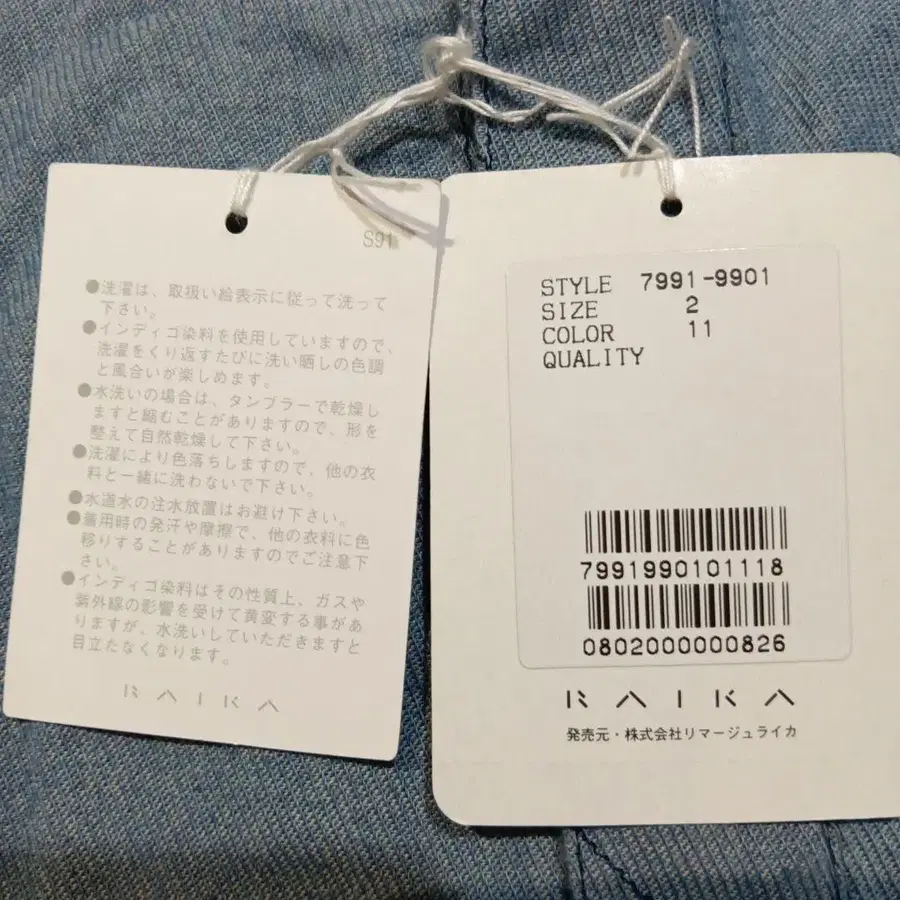 S91
●洗濯は、取扱い絵表示に従って洗って
下さい。
●インディゴ染料を使用していますので、
洗濯をくり返すたびに洗い晒しの色調
と風合いが楽しめます。
●水洗いの場合は、タンブラーで乾燥し
ますと縮むことがありますので、形を
整えて自然乾燥して下さい。
●洗濯により色落ちしますので、他の衣
料と一緒に洗わないで下さい。
●水道水の注水放置はお避け下さい。
●着用時の発汗や摩擦で、他の衣料に色
移りすることがありますのでご注意下
さい。
●インディゴ染料はその性質上、ガスや
紫外線の影響を受けて黄変する事があ
りますが、水洗いしていただきますと
目立たなくなります。
RAIKA
STYLE 7991-9901
SIZE 2
COLOR 11
QUALITY
7991990101118
0802000000826
RAIKA
発売元・株式会社リマージュライカ